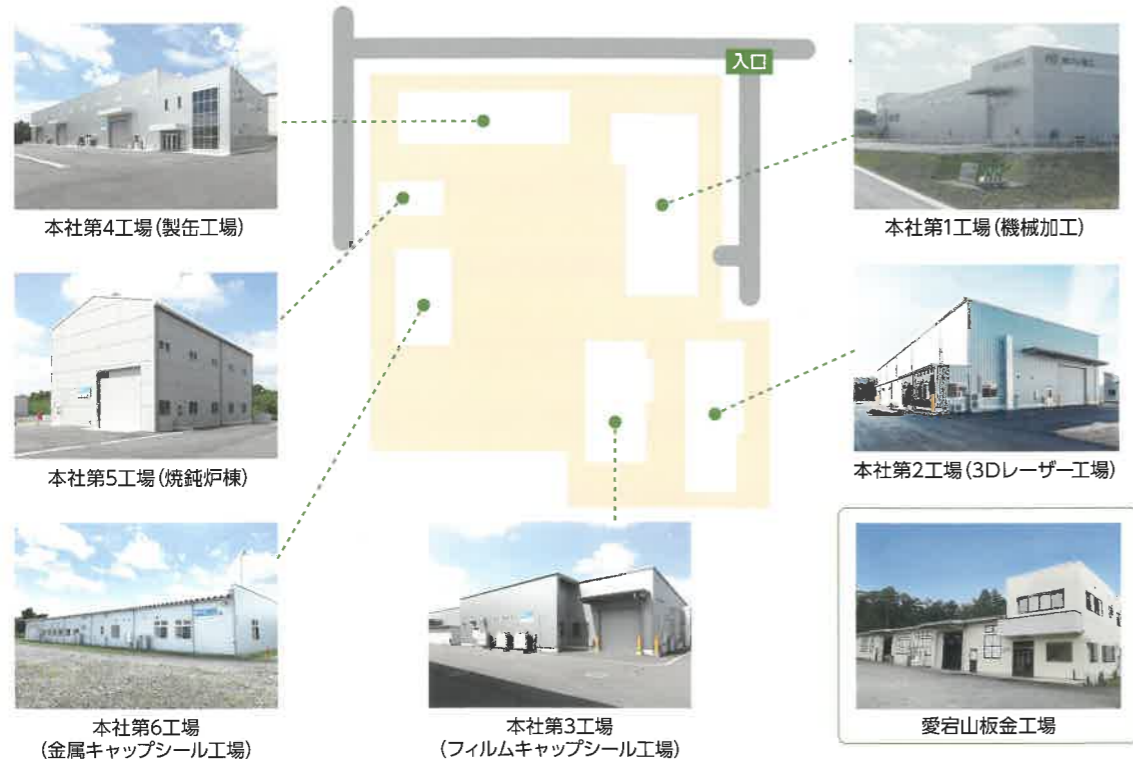 入口
本社第4工場(製缶工場)
本社第1工場(機械加工)
本社第5工場(焼鈍炉棟)
本社第2工場(3Dレーザー工場)
本社第6工場
(金属キャップシール工場)
本社第3工場
(フィルムキャップシール工場)
愛宕山板金工場